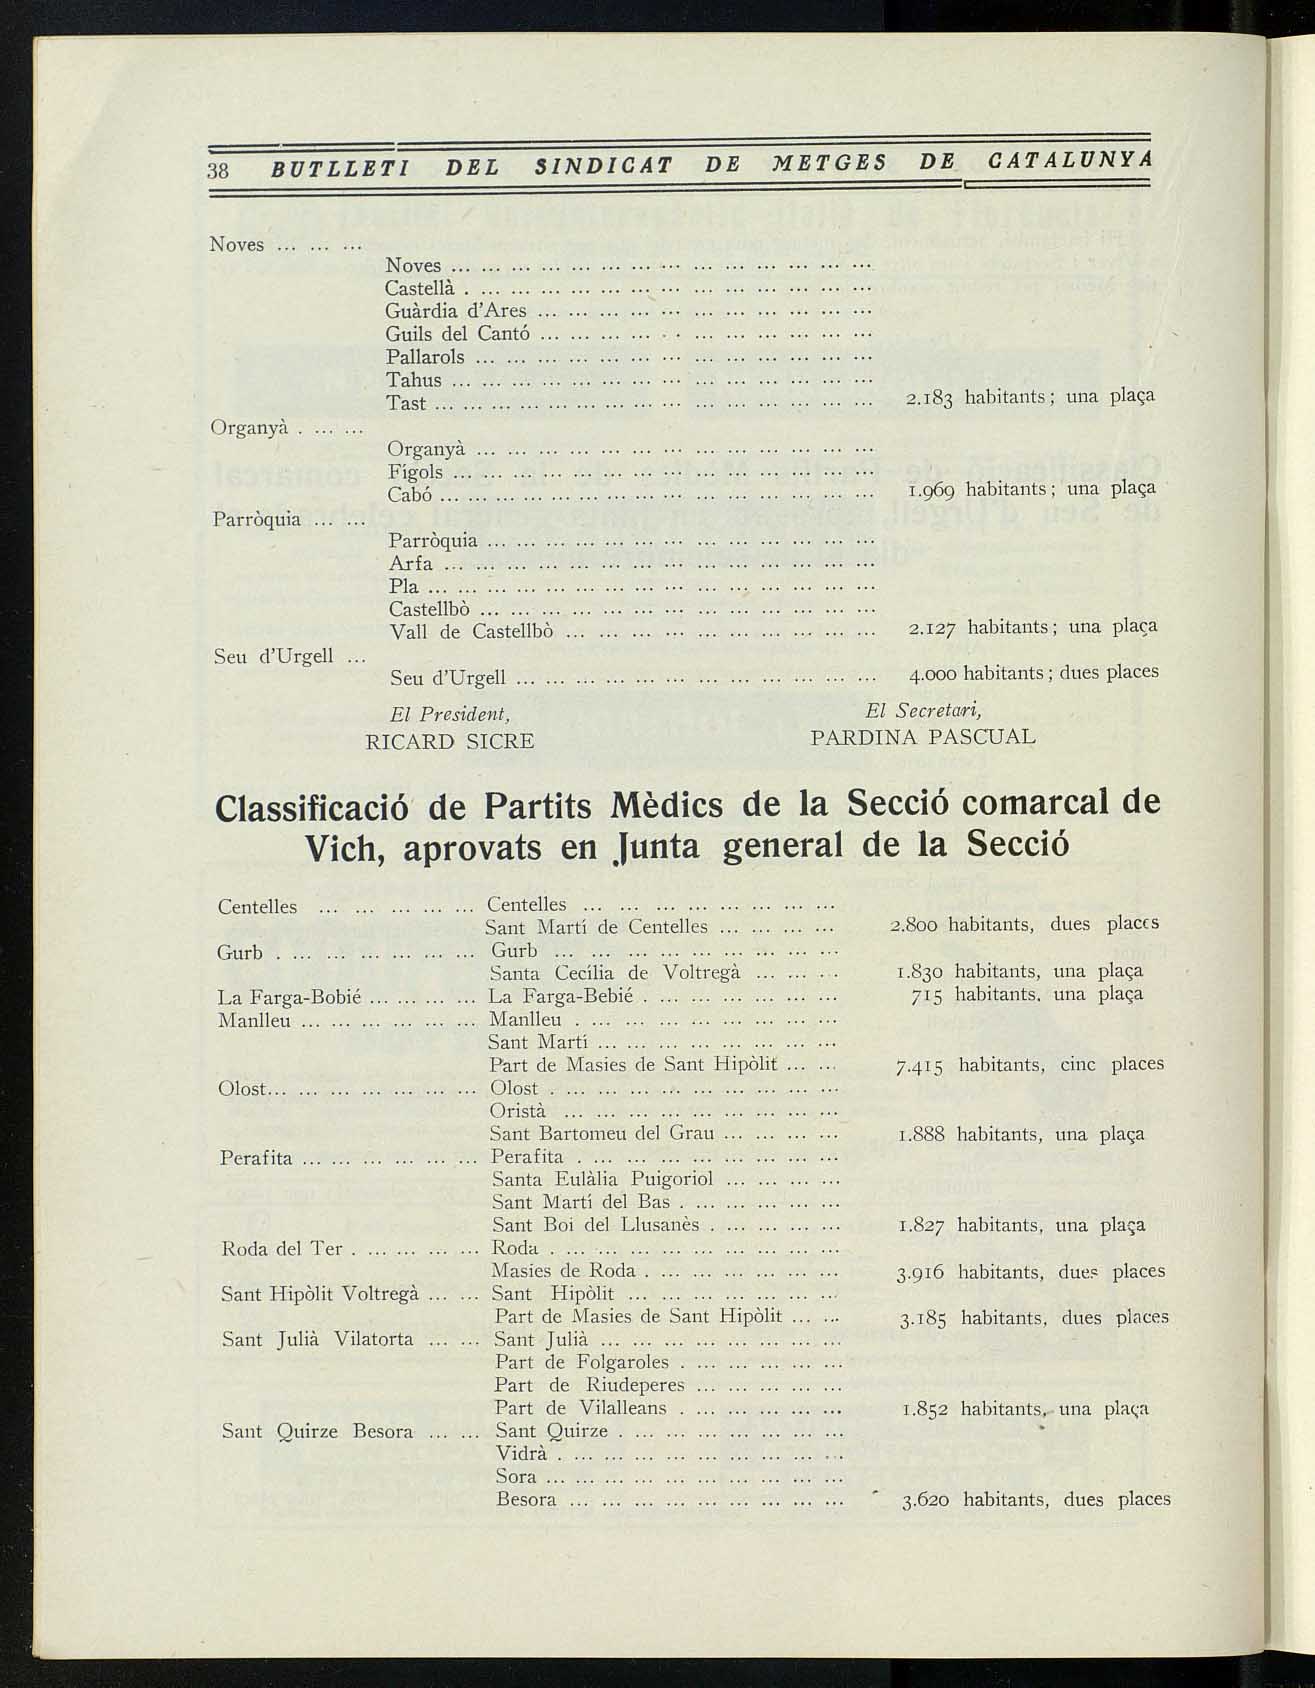 38 BUTLLETI DEL SINDICAT DE METGES DE CATALUNYA
Noves ... ... ...
Noves ... ... ... ... ... ... ... ... ... ... ... ... ... ...
Castellà . ... ... ... ... ... ... ... ... ... ... ... ... ...
Guàrdia d'Ares ... ... ... ... ... ... ... ... ... ... ...
Guils del Cantó ... ... ... ... ... ... ... ... ... ... ...
Pallarols ... ... ... ... ... ... ... ... ... ... ... ... ...
Tahus ... ... ... ... ... ... ... ... ... ... ... ... ... ...
Tast ... ... ... ... ... ... ... ... ... ... ... ... ... ... ... 2.183 habitants; una plaça
Organyà . ... ...
Organyà ... ... ... ... ... ... ... ... ... ... ... ... ...
Fígols ... ... ... ... ... ... ... ... ... ... ... ... ... ...
Cabó ... ... ... ... ... ... ... ... ... ... ... ... ... ... ... 1.969 habitants; una plaça
Parròquia ... ...
Parròquia ... ... ... ... ... ... ... ... ... ... ... ... ...
Arfa ... ... ... ... ... ... ... ... ... ... ... ... ... ...
Pla ... ... ... ... ... ... ... ... ... ... ... ... ... ... ...
Castellbò ... ... ... ... ... ... ... ... ... ... ... ... ...
Vall de Castellbò ... ... ... ... ... ... ... ... ... ... 2.127 habitants; una plaça
Seu d'Urgell ...
Seu d'Urgell ... ... ... ... ... ... ... ... ... ... ... ... 4.000 habitants; dues places
El President, El Secretari,
RICARD SICRE PARDINA PASCUAL
Classificació de Partits Mèdics de la Secció comarcal de
Vich, aprovats en Junta general de la Secció
Centelles ... ... ... ... ... Centelles ... ... ... ... ... ... ... ...
Sant Martí de Centelles ... ... ... ... 2.800 habitants, dues places
Gurb . ... ... ... ... ... ... Gurb ... ... ... ... ... ... ... ... ...
Santa Cecília de Voltregà ... ... ... 1.830 habitants, una plaça
La Farga-Bobié ... ... ... ... La Farga-Bebié . ... ... ... ... ... ... 715 habitants. una plaça
Manlleu ... ... ... ... ... ... Manlleu . ... ... ... ... ... ... ... ...
Sant Martí ... ... ... ... ... ... ... ...
Part de Masies de Sant Hipòlit ... ... 7.415 habitants, cinc places
Olost... ... ... ... ... ... ... Olost . ... ... ... ... ... ... ... ... ...
Oristà ... ... ... ... ... ... ... ... ...
Sant Bartomeu del Grau ... ... ... ... 1.888 habitants, una plaça
Perafita ... ... ... ... ... ... Perafita . ... ... ... ... ... ... ... ...
Santa Eulàlia Puigoriol ... ... ... ...
Sant Martí del Bas . ... ... ... ... ...
Sant Boi del Llusanès . ... ... ... ... 1.827 habitants, una plaça
Roda del Ter . ... ... ... ... Roda . ... ... ... ... ... ... ... ... ...
Masies de Roda . ... ... ... ... ... ... 3.916 habitants, dues places
Sant Hipòlit Voltregà ... ... Sant Hipòlit ... ... ... ... ... ... ...
Part de Masies de Sant Hipòlit ... ... 3.185 habitants, dues places
Sant Julià Vilatorta ... ... Sant Julià ... ... ... ... ... ... ... ...
Part de Folgaroles . ... ... ... ... ...
Part de Riudeperes ... ... ... ... ...
Part de Vilalleans . ... ... ... ... ... 1.852 habitants, una plaça
Sant Quirze Besora ... ... Sant Quirze . ... ... ... ... ... ... ...
Vidrà . ... ... ... ... ... ... ... ... ...
Sora ... ... ... ... ... ... ... ... ... ...
Besora ... ... ... ... ... ... ... ... ... 3.620 habitants, dues places